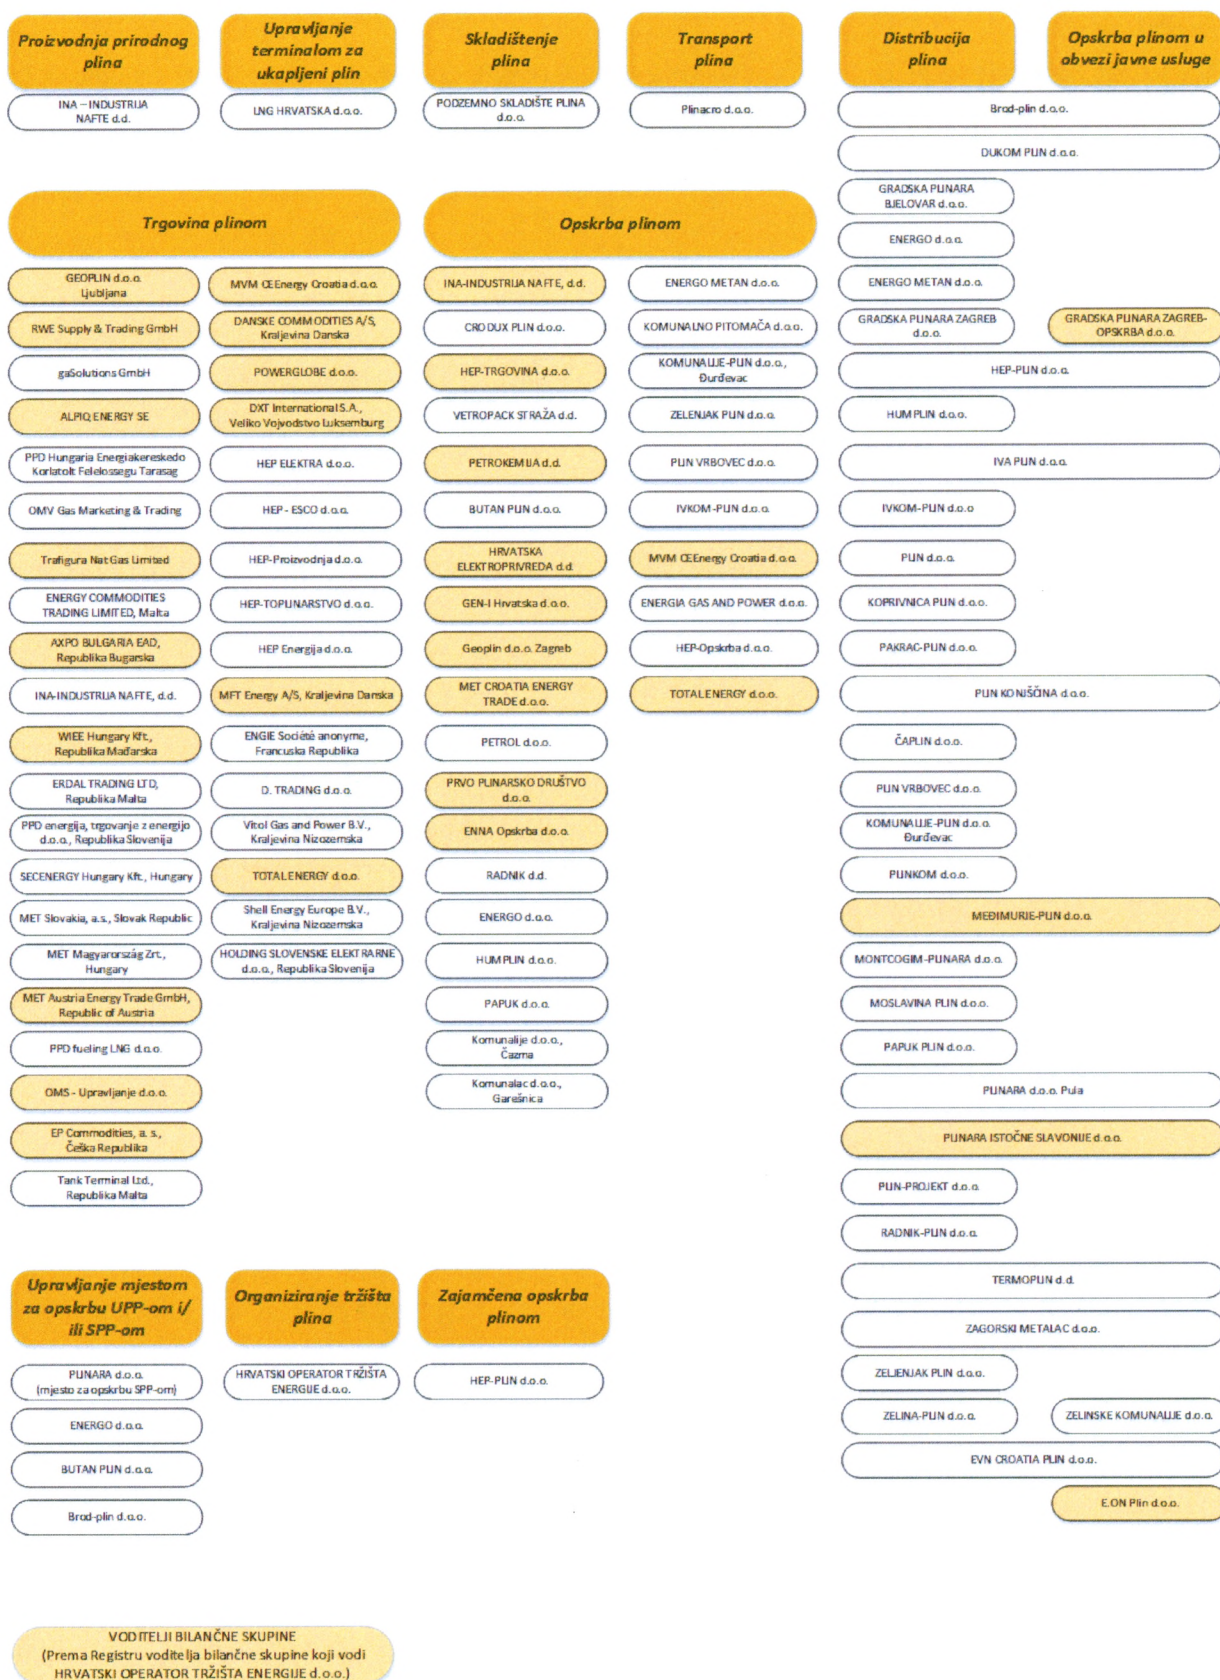 Proizvodnja prirodnog
plina
INA – INDUSTRIJA
NAFTE d.d.
Upravljanje
terminalom za
ukapljeni plin
LNG HRVATSKA d.o.o.
Skladištenje
plina
PODZEMNO SKLADIŠTE PLINA
d.o.o.
Transport
plina
Plinacro d.o.o.
Distribucija
plina
Opskrba plinom u
obvezi javne usluge
Brod-plin d.o.o.
DUKOM PLIN d.o.o.
GRADSKA PLINARA
BJELOVAR d.o.o.
ENERGO d.o.o.
ENERGO METAN d.o.o.
GRADSKA PLINARA ZAGREB
d.o.o.
GRADSKA PLINARA ZAGREB-
OPSKRBA d.o.o.
HEP-PLIN d.o.o.
HUM PLIN d.o.o.
IVA PLIN d.o.o.
IVKOM-PLIN d.o.o
PLIN d.o.o.
KOPRIVNICA PLIN d.o.o.
PAKRAC-PLIN d.o.o.
PLIN KONJŠČINA d.o.o.
ČAPLIN d.o.o.
PLIN VRBOVEC d.o.o.
KOMUNALIJE-PLIN d.o.o.
Đurđevac
PLINKOM d.o.o.
MEĐIMURJE-PLIN d.o.o.
MONTCOGIM-PLINARA d.o.o.
MOSLAVINA PLIN d.o.o.
PAPUK PLIN d.o.o.
PLINARA d.o.o. Pula
PLINARA ISTOČNE SLAVONIJE d.o.o.
PLIN-PROJEKT d.o.o.
RADNIK-PLIN d.o.o.
TERMOPLIN d.d.
ZAGORSKI METALAC d.o.o.
ZELJENJAK PLIN d.o.o.
ZELINA-PLIN d.o.o.
ZELINSKE KOMUNALIJE d.o.o.
EVN CROATIA PLIN d.o.o.
E.ON Plin d.o.o.
Trgovina plinom
GEOPLIN d.o.o.
Ljubljana
RWE Supply & Trading GmbH
gaSolutions GmbH
ALPIQ ENERGY SE
PPD Hungaria Energiakereskedo
Korlatolt Felelossegu Tarasag
OMV Gas Marketing & Trading
Trafigura Nat Gas Limited
ENERGY COMMODITIES
TRADING LIMITED, Malta
AXPO BULGARIA EAD,
Republika Bugarska
INA-INDUSTRIJA NAFTE, d.d.
WIEE Hungary Kft.,
Republika Mađarska
ERDAL TRADING LTD,
Republika Malta
PPD energija, trgovanje z energijo
d.o.o., Republika Slovenija
SECENERGY Hungary Kft., Hungary
MET Slovakia, a.s., Slovak Republic
MET Magyarország Zrt.,
Hungary
MET Austria Energy Trade GmbH,
Republic of Austria
PPD fueling LNG d.o.o.
OMS - Upravljanje d.o.o.
EP Commodities, a. s.,
Češka Republika
Tank Terminal Ltd.,
Republika Malta
MVM CEEnergy Croatia d.o.o.
DANSKE COMMODITIES A/S,
Kraljevina Danska
POWERGLOBE d.o.o.
DXT International S.A.,
Veliko Vojvodstvo Luksemburg
HEP ELEKTRA d.o.o.
HEP - ESCO d.o.o.
HEP-Proizvodnja d.o.o.
HEP-TOPLINARSTVO d.o.o.
HEP Energija d.o.o.
MFT Energy A/S, Kraljevina Danska
ENGIE Société anonyme,
Francuska Republika
D. TRADING d.o.o.
Vitol Gas and Power B.V.,
Kraljevina Nizozemska
TOTALENERGY d.o.o.
Shell Energy Europe B.V.,
Kraljevina Nizozemska
HOLDING SLOVENSKE ELEKTRARNE
d.o.o., Republika Slovenija
Opskrba plinom
INA-INDUSTRIJA NAFTE, d.d.
CRODUX PLIN d.o.o.
HEP-TRGOVINA d.o.o.
VETROPACK STRAŽA d.d.
PETROKEMIJA d.d.
BUTAN PLIN d.o.o.
HRVATSKA
ELEKTROPRIVREDA d.d.
GEN-I Hrvatska d.o.o.
Geoplin d.o.o. Zagreb
MET CROATIA ENERGY
TRADE d.o.o.
PETROL d.o.o.
PRVO PLINARSKO DRUŠTVO
d.o.o.
ENNA Opskrba d.o.o.
RADNIK d.d.
ENERGO d.o.o.
HUM PLIN d.o.o.
PAPUK d.o.o.
Komunalije d.o.o.,
Čazma
Komunalac d.o.o.,
Garešnica
ENERGO METAN d.o.o.
KOMUNALNO PITOMAČA d.o.o.
KOMUNALIJE-PLIN d.o.o.,
Đurđevac
ZELENJAK PLIN d.o.o.
PLIN VRBOVEC d.o.o.
IVKOM-PLIN d.o.o.
MVM CEEnergy Croatia d.o.o.
ENERGIA GAS AND POWER d.o.o.
HEP-Opskrba d.o.o.
TOTALENERGY d.o.o.
Upravljanje mjestom
za opskrbu UPP-om i/
ili SPP-om
PLINARA d.o.o.
(mjesto za opskrbu SPP-om)
ENERGO d.o.o.
BUTAN PLIN d.o.o.
Brod-plin d.o.o.
Organiziranje tržišta
plina
HRVATSKI OPERATOR TRŽIŠTA
ENERGIJE d.o.o.
Zajamčena opskrba
plinom
HEP-PLIN d.o.o.
VODITELJI BILANČNE SKUPINE
(Prema Registru voditelja bilančne skupine koji vodi
HRVATSKI OPERATOR TRŽIŠTA ENERGIJE d.o.o.)